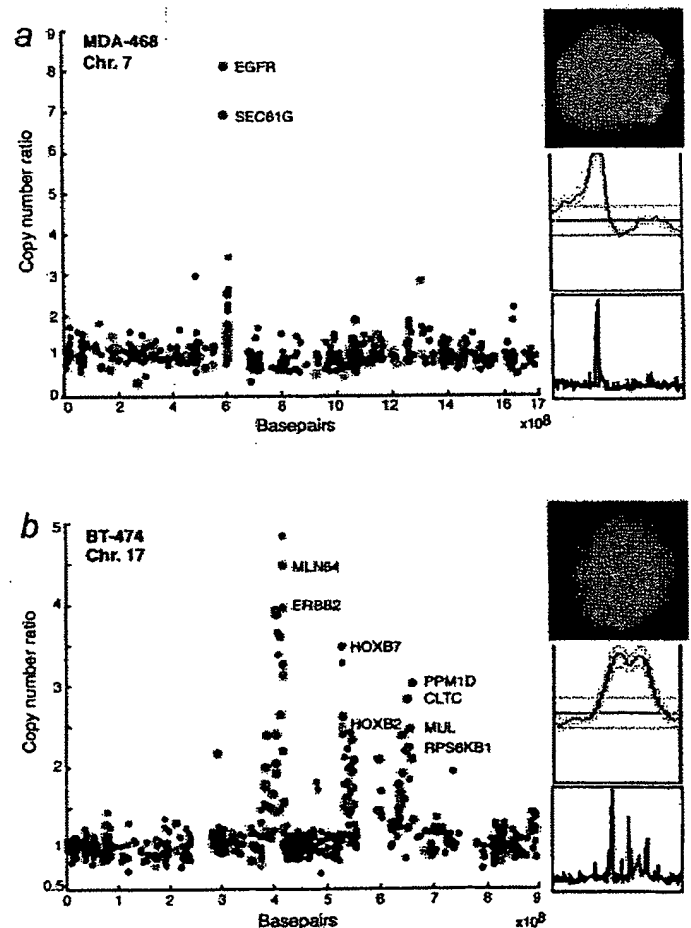 a
MDA-468
Chr. 7
Copy number ratio
9
8
7
6
5
4
3
2
1
0
EGFR
SEC61G
0 2 4 6 8 10 12 14 16 17
Basepairs
x10⁸
b
BT-474
Chr. 17
Copy number ratio
5
4
3
2
1
0.5
MLN64
ERBB2
HOXB7
PPM1D
CLTC
HOXB2
MUL
RPS6KB1
0 1 2 3 4 5 6 7 8 9
Basepairs
x10⁸